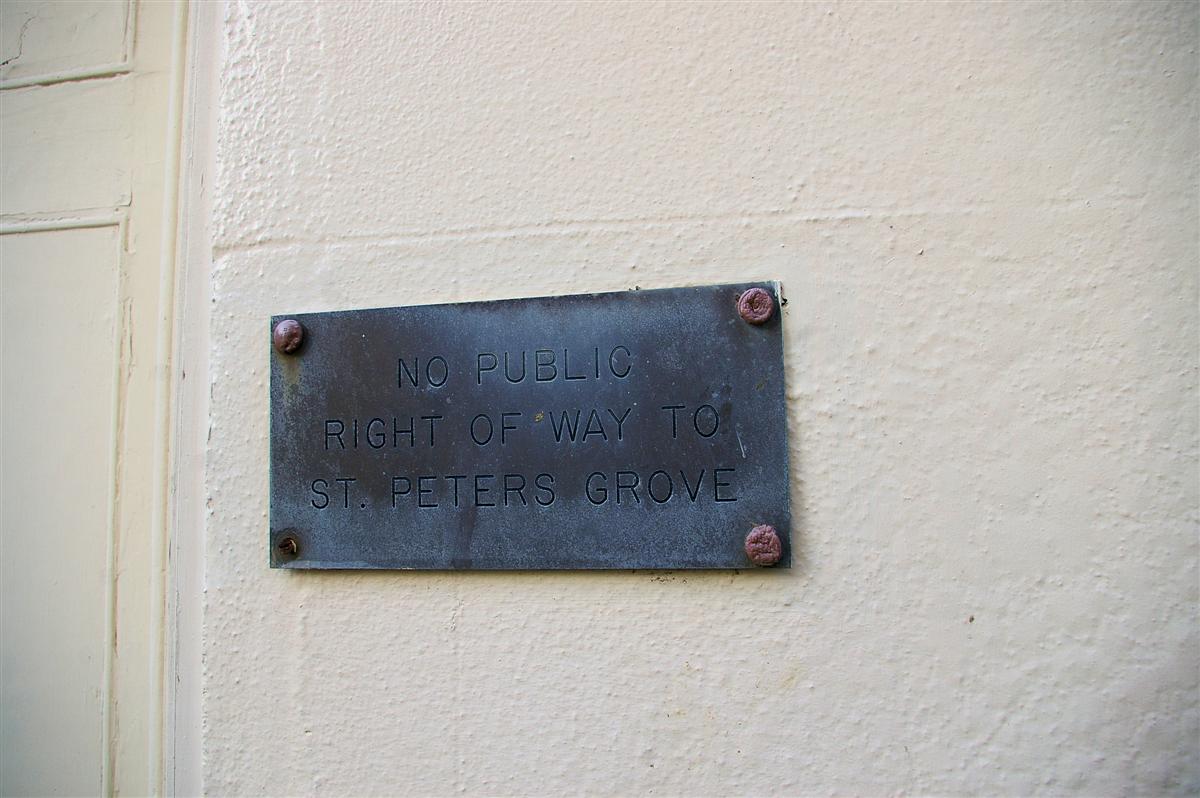 NO PUBLIC
RIGHT OF WAY TO
ST. PETERS GROVE